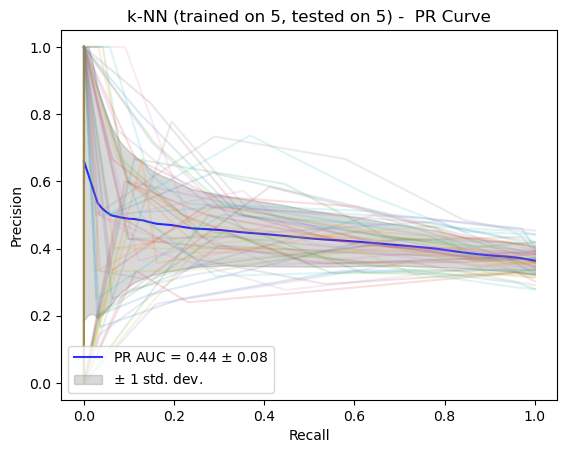 k-NN (trained on 5, tested on 5) -  PR Curve
1.0
0.8
0.6
0.4
0.2
0.0
Precision
PR AUC = 0.44 ± 0.08
± 1 std. dev.
0.0 0.2 0.4 0.6 0.8 1.0
Recall